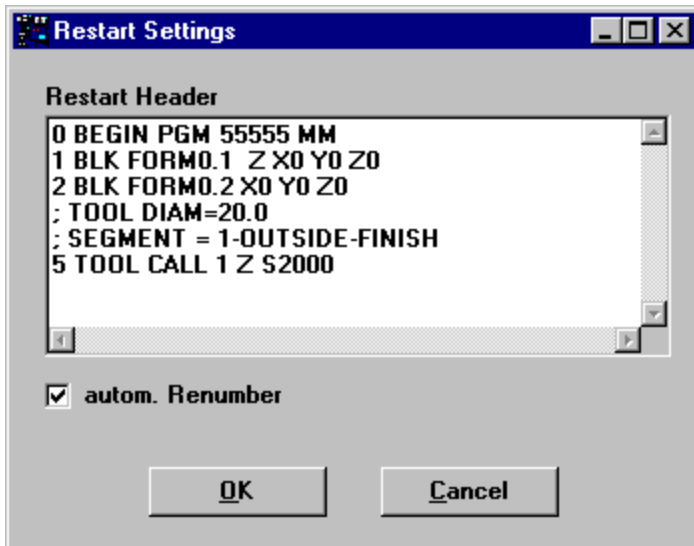 Restart Settings
Restart Header
0 BEGIN PGM 55555 MM
1 BLK FORM0.1  Z X0 Y0 Z0
2 BLK FORM0.2 X0 Y0 Z0
; TOOL DIAM=20.0
; SEGMENT = 1-OUTSIDE-FINISH
5 TOOL CALL 1 Z S2000
autom. Renumber
OK
Cancel